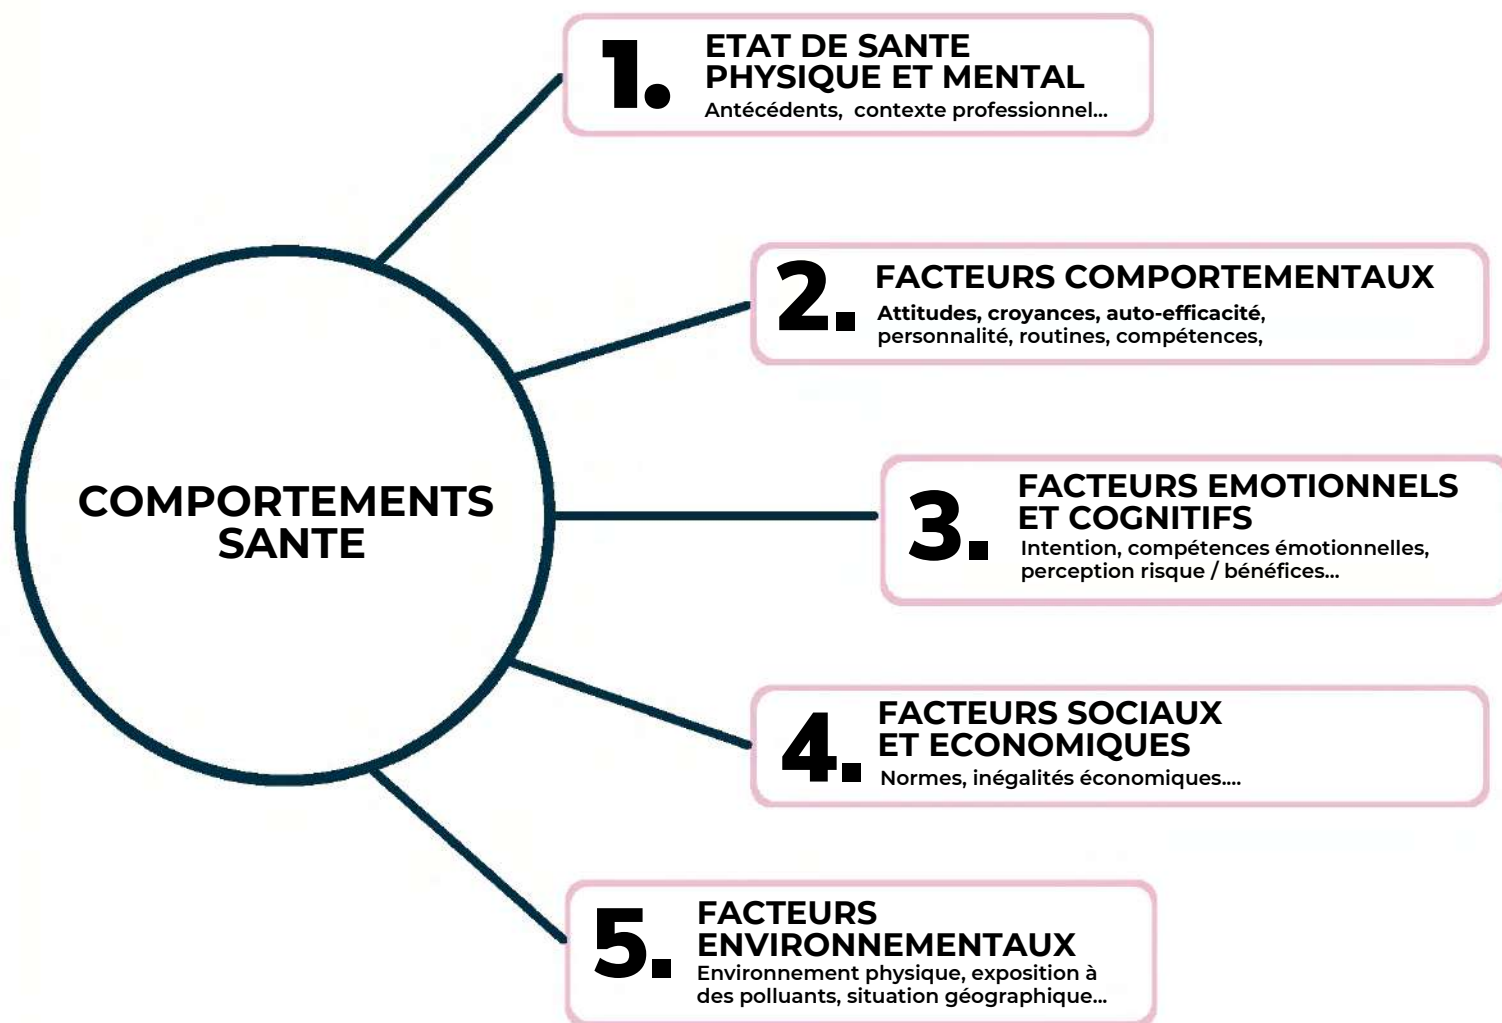 COMPORTEMENTS
SANTE
1.
ETAT DE SANTE
PHYSIQUE ET MENTAL
Antécédents, contexte professionnel...
2.
FACTEURS COMPORTEMENTAUX
Attitudes, croyances, auto-efficacité,
personnalité, routines, compétences,
3.
FACTEURS EMOTIONNELS
ET COGNITIFS
Intention, compétences émotionnelles,
perception risque / bénéfices...
4.
FACTEURS SOCIAUX
ET ECONOMIQUES
Normes, inégalités économiques....
5.
FACTEURS
ENVIRONNEMENTAUX
Environnement physique, exposition à
des polluants, situation géographique...